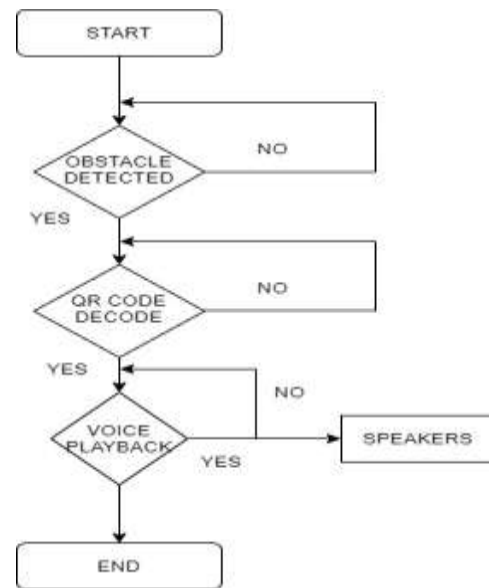 START
OBSTACLE
DETECTED
NO
YES
QR CODE
DECODE
NO
YES
NO
VOICE
PLAYBACK
YES
SPEAKERS
END